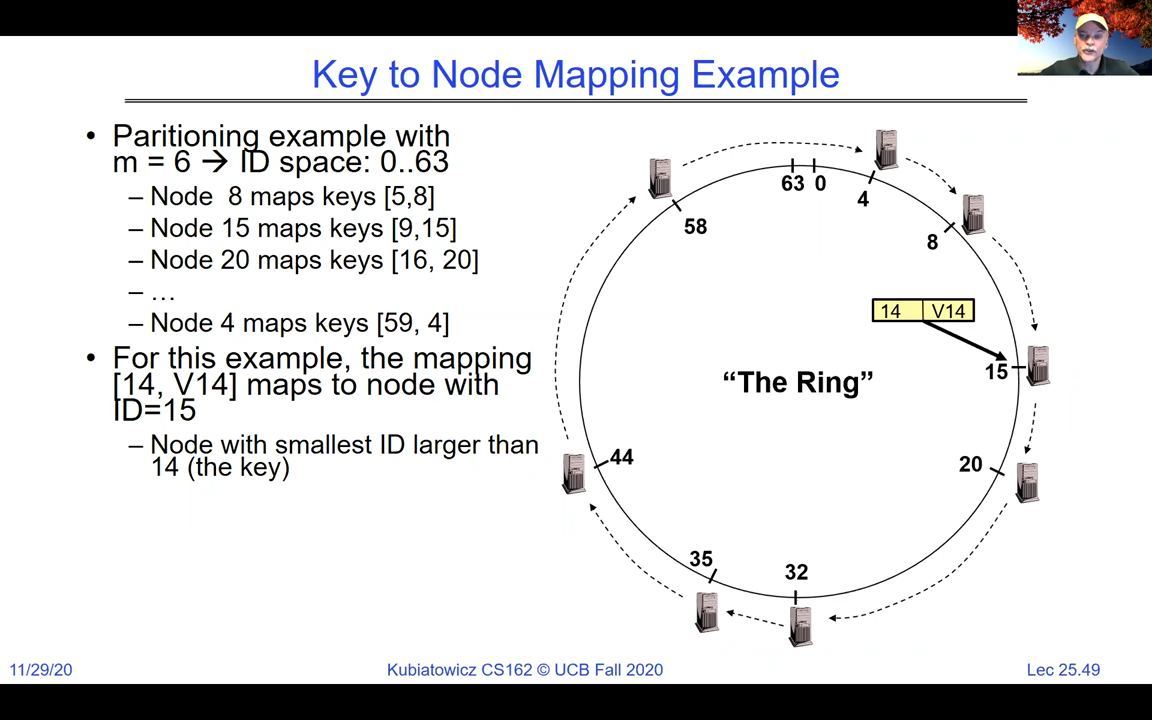 Key to Node Mapping Example
• Paritioning example with
m = 6 → ID space: 0..63
– Node 8 maps keys [5,8]
– Node 15 maps keys [9,15]
– Node 20 maps keys [16, 20]
– …
– Node 4 maps keys [59, 4]
• For this example, the mapping
[14, V14] maps to node with
ID=15
– Node with smallest ID larger than
14 (the key)
63 0
4
58
8
14 V14
15
“The Ring”
44
20
35
32
11/29/20
Kubiatowicz CS162 © UCB Fall 2020
Lec 25.49